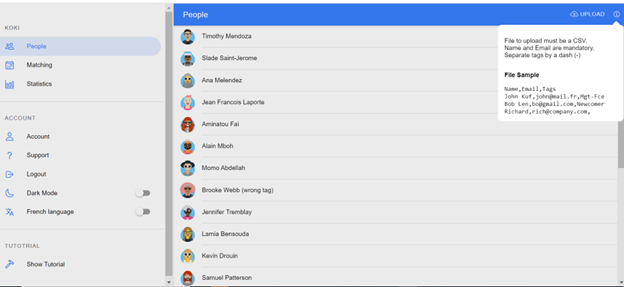 KOKI
People
Matching
Statistics
ACCOUNT
Account
Support
Logout
Dark Mode
French language
TUTOTRIAL
Show Tutorial
People
UPLOAD
Timothy Mendoza
Slade Saint-Jerome
Ana Melendez
Jean Francois Laporte
Aminatou Fai
Alain Mboh
Momo Abdellah
Brooke Webb (wrong tag)
Jennifer Tremblay
Lamia Bensouda
Kevin Drouin
Samuel Patterson
File to upload must be a CSV.
Name and Email are mandatory.
Separate tags by a dash (-)
File Sample
Name,Email,Tags
John Kuf,john@mail.fr,Mgt-Fce
Bob Len,bo@gmail.com,Newcomer
Richard,rich@company.com,